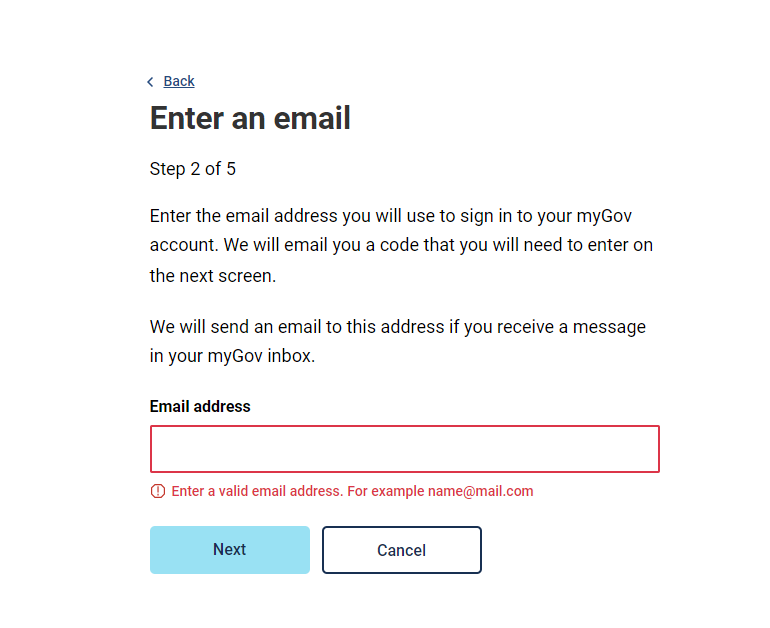 Back
Enter an email
Step 2 of 5
Enter the email address you will use to sign in to your myGov
account. We will email you a code that you will need to enter on
the next screen.
We will send an email to this address if you receive a message
in your myGov inbox.
Email address
Enter a valid email address. For example name@mail.com
Next
Cancel